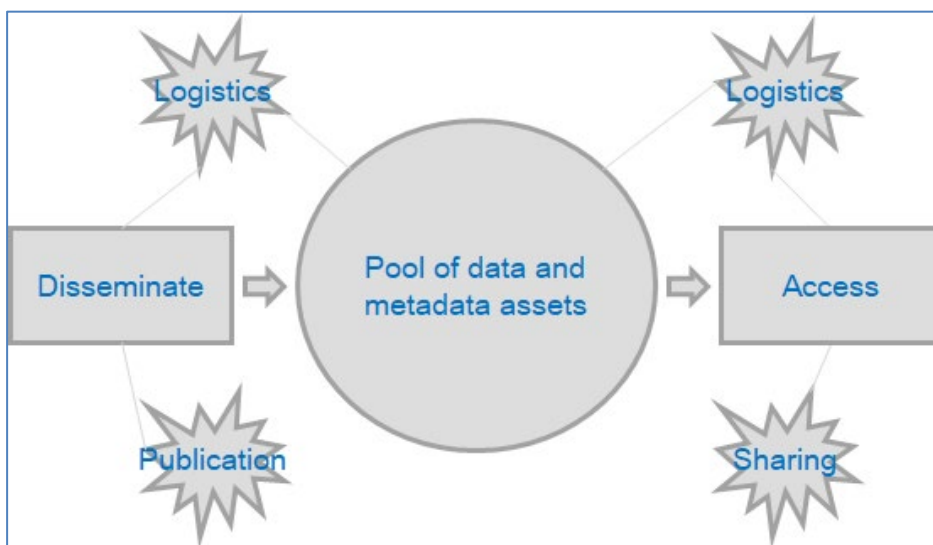 Logistics
Logistics
Disseminate
Pool of data and
metadata assets
Access
Publication
Sharing